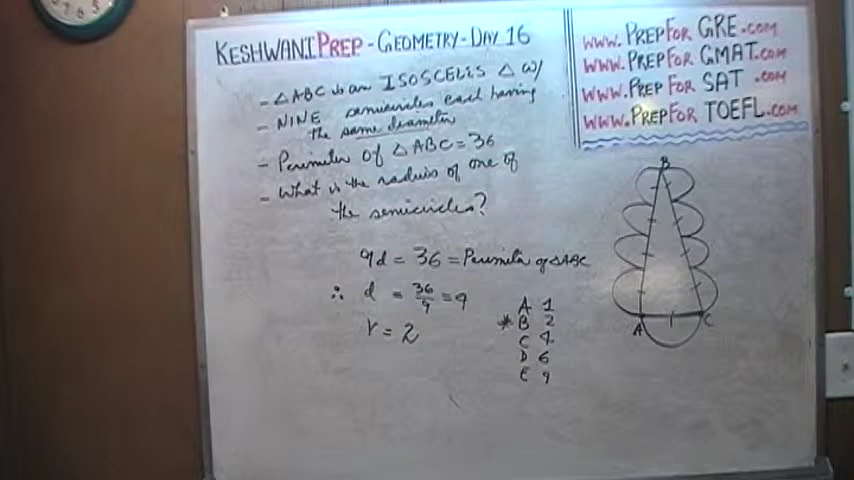 KESHWANIPREP - GEOMETRY - DAY 16
- △ABC is an ISOSCELES △ w/
- NINE semicircles each having
the same diameter
- Perimeter of △ABC = 36
- What is the radius of one of
the semicircles?
9d = 36 = Perimeter of △ABC
∴ d = 36/9 = 4
r = 2
A 1
* B 2
C 4
D 6
E 9
www.PREPFOR GRE.com
www.PREPFOR GMAT.com
www.PREP FOR SAT.com
www.PREPFOR TOEFL.com
B
A
C